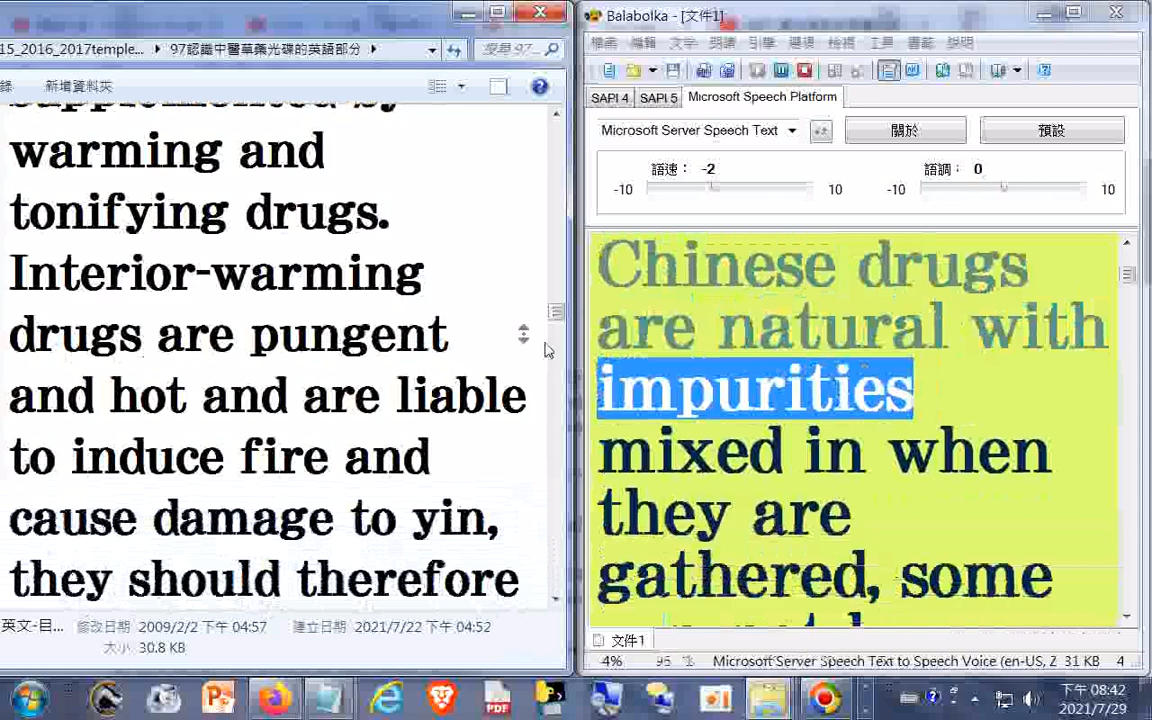 15_2016_2017temple... ▸ 97認識中醫草藥光碟的英語部分 ▸
搜尋 97...
新增資料夾
warming and
tonifying drugs.
Interior-warming
drugs are pungent
and hot and are liable
to induce fire and
cause damage to yin,
they should therefore
英文-目... 修改日期 2009/2/2 下午 04:57 建立日期 2021/7/22 下午 04:52
大小 30.8 KB
Balabolka - [文件1]
檔案 編輯 文字 朗讀 引擎 選項 檢視 工具 書籤 說明
SAPI 4 SAPI 5 Microsoft Speech Platform
Microsoft Server Speech Text 關於 預設
語速： -2 語調： 0
-10 10 -10 10
Chinese drugs
are natural with
impurities
mixed in when
they are
gathered, some
文件1
4% Microsoft Server Speech Text to Speech Voice (en-US, Z 31 KB 4
下午 08:42
2021/7/29